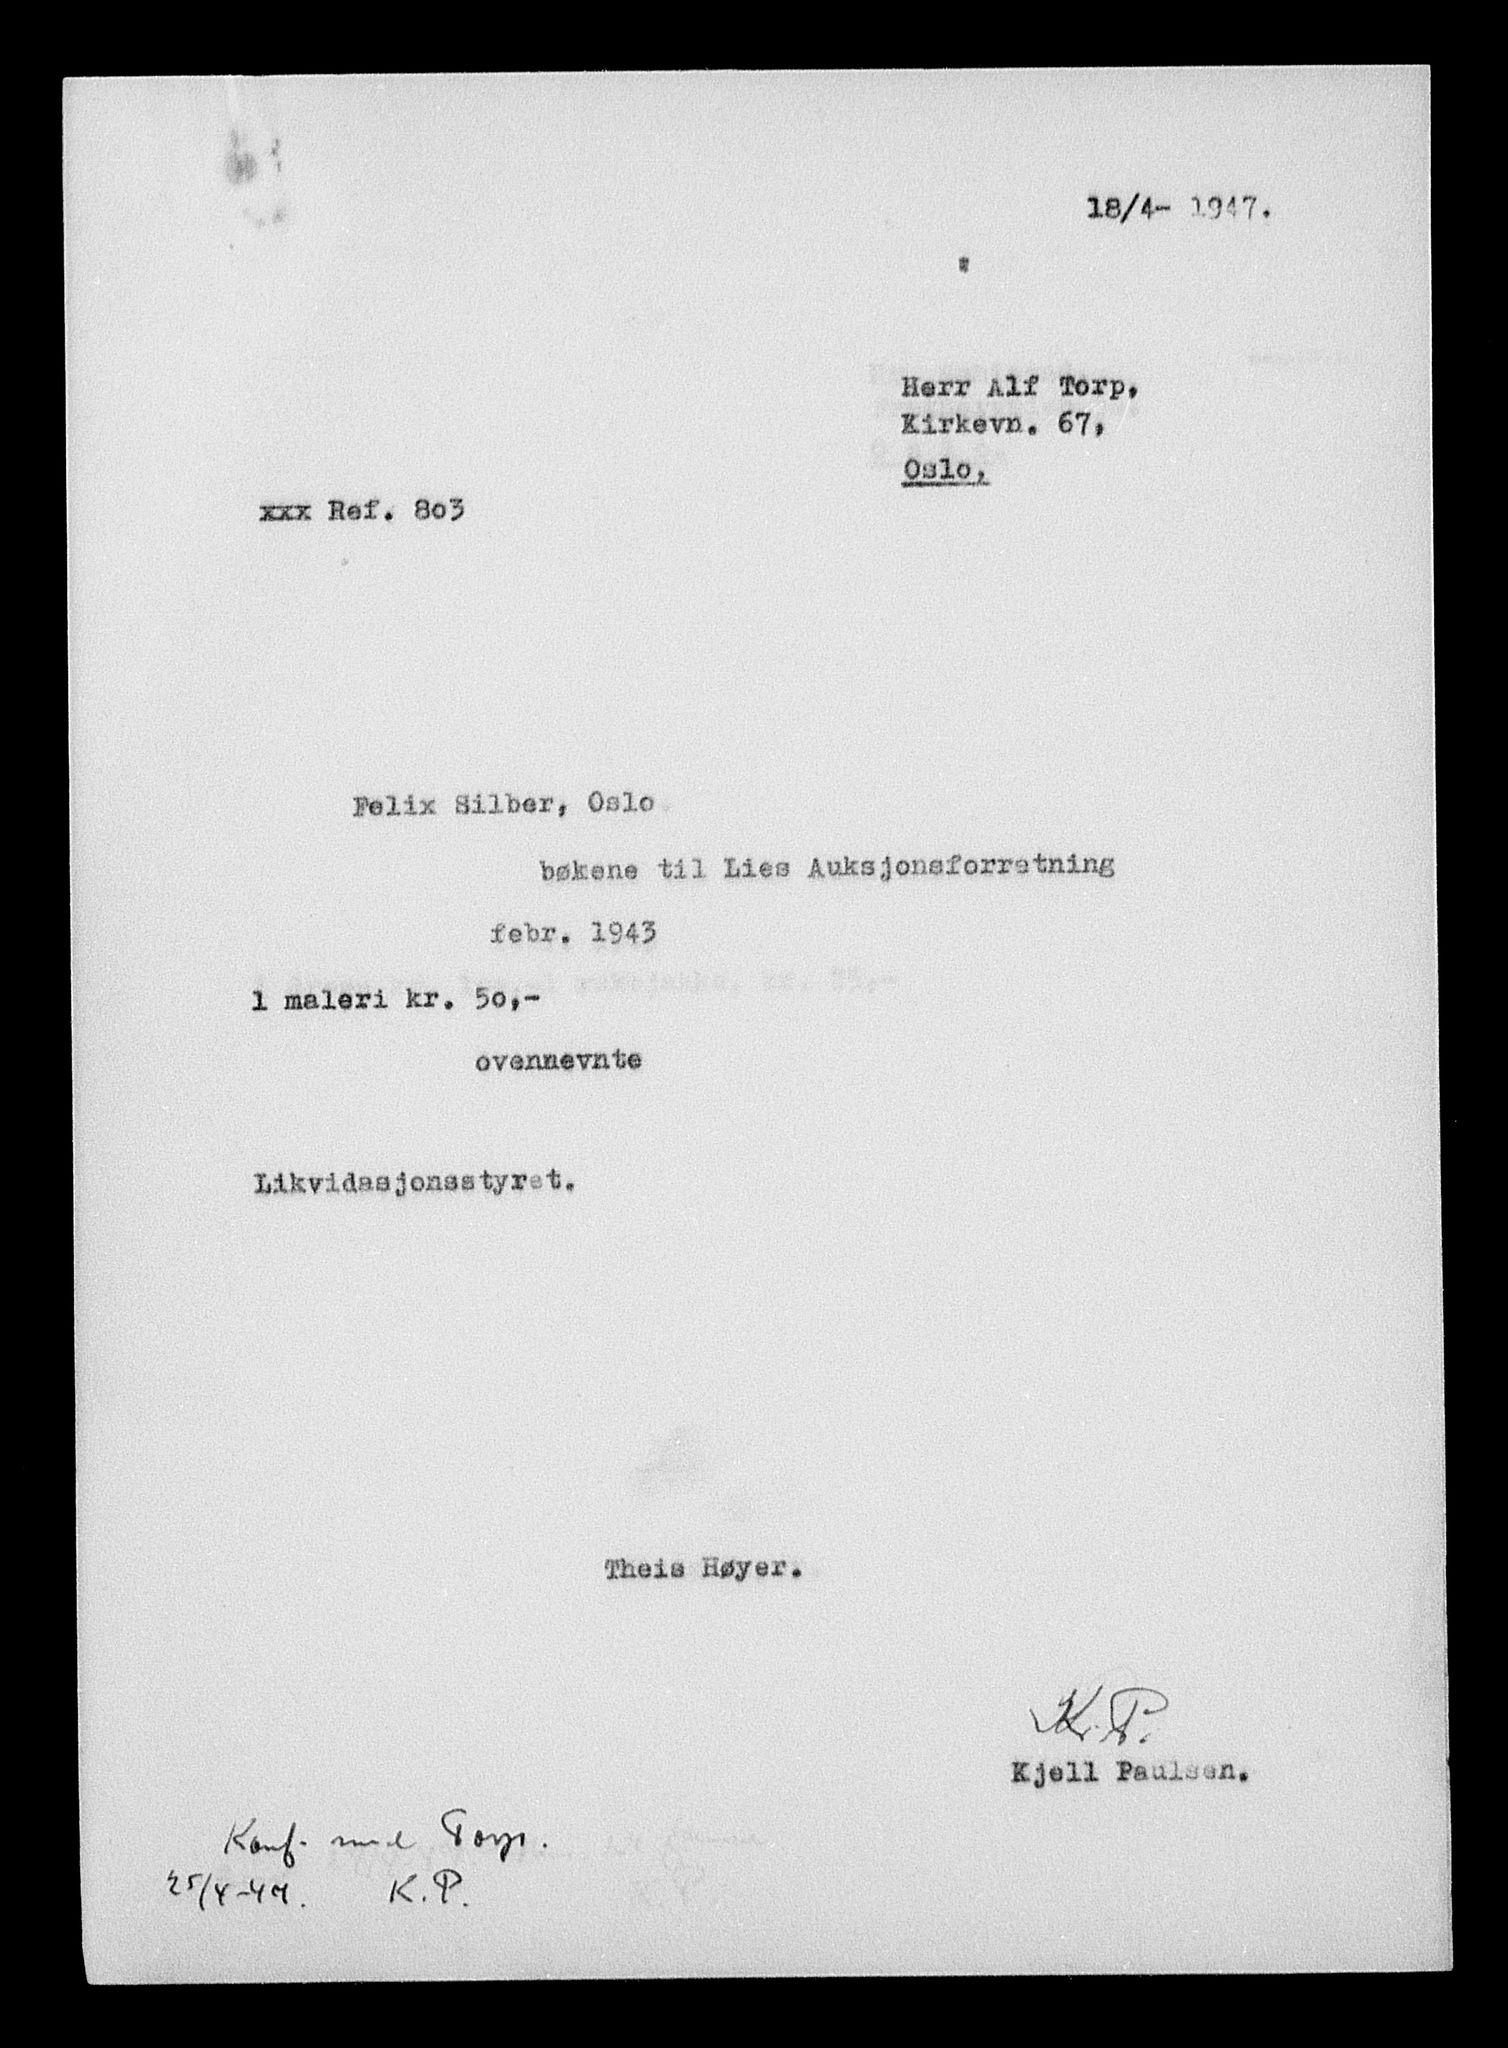 18/4- 1947.
Herr Alf Torp,
Kirkevn. 67,
Oslo,
xxx Ref. 803
Felix Silber, Oslo.
bøkene til Lies Auksjonsforretning
febr. 1943
1 maleri kr. 50,-
ovennevnte
Likvidasjonsstyret.
Theis Høyer.
K.P.
Kjell Paulsen.
Konf. med Torp.
25/4-47. K.P.